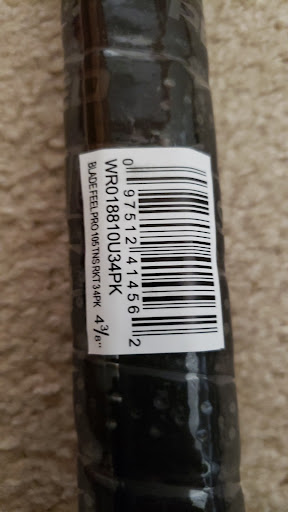 0 97512 41456 2
WR018810U34PK
BLADE FEEL PRO 105 TNS RKT 34PK 4 3/8"